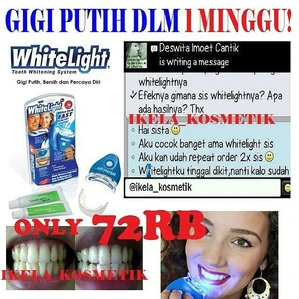 GIGI PUTIH DLM 1 MINGGU!
WhiteLight
Tooth Whitening System
Gigi Putih, Bersih dan Percaya Diri
Deswita Imoet Cantik
is writing a message
whitelightnya
Efeknya gimana sis whitelightnya? Apa
ada hasilnya? Thx
IKELA_KOSMETIK
Hai sista
Aku cocok banget ama whitelight sis
Aku kan udah repeat order 2x sis
Whitelightku tinggal dikit,nanti kalo sudah
@ikela_kosmetik
WhiteLight
ONLY 72RB
IKELA_KOSMETIK